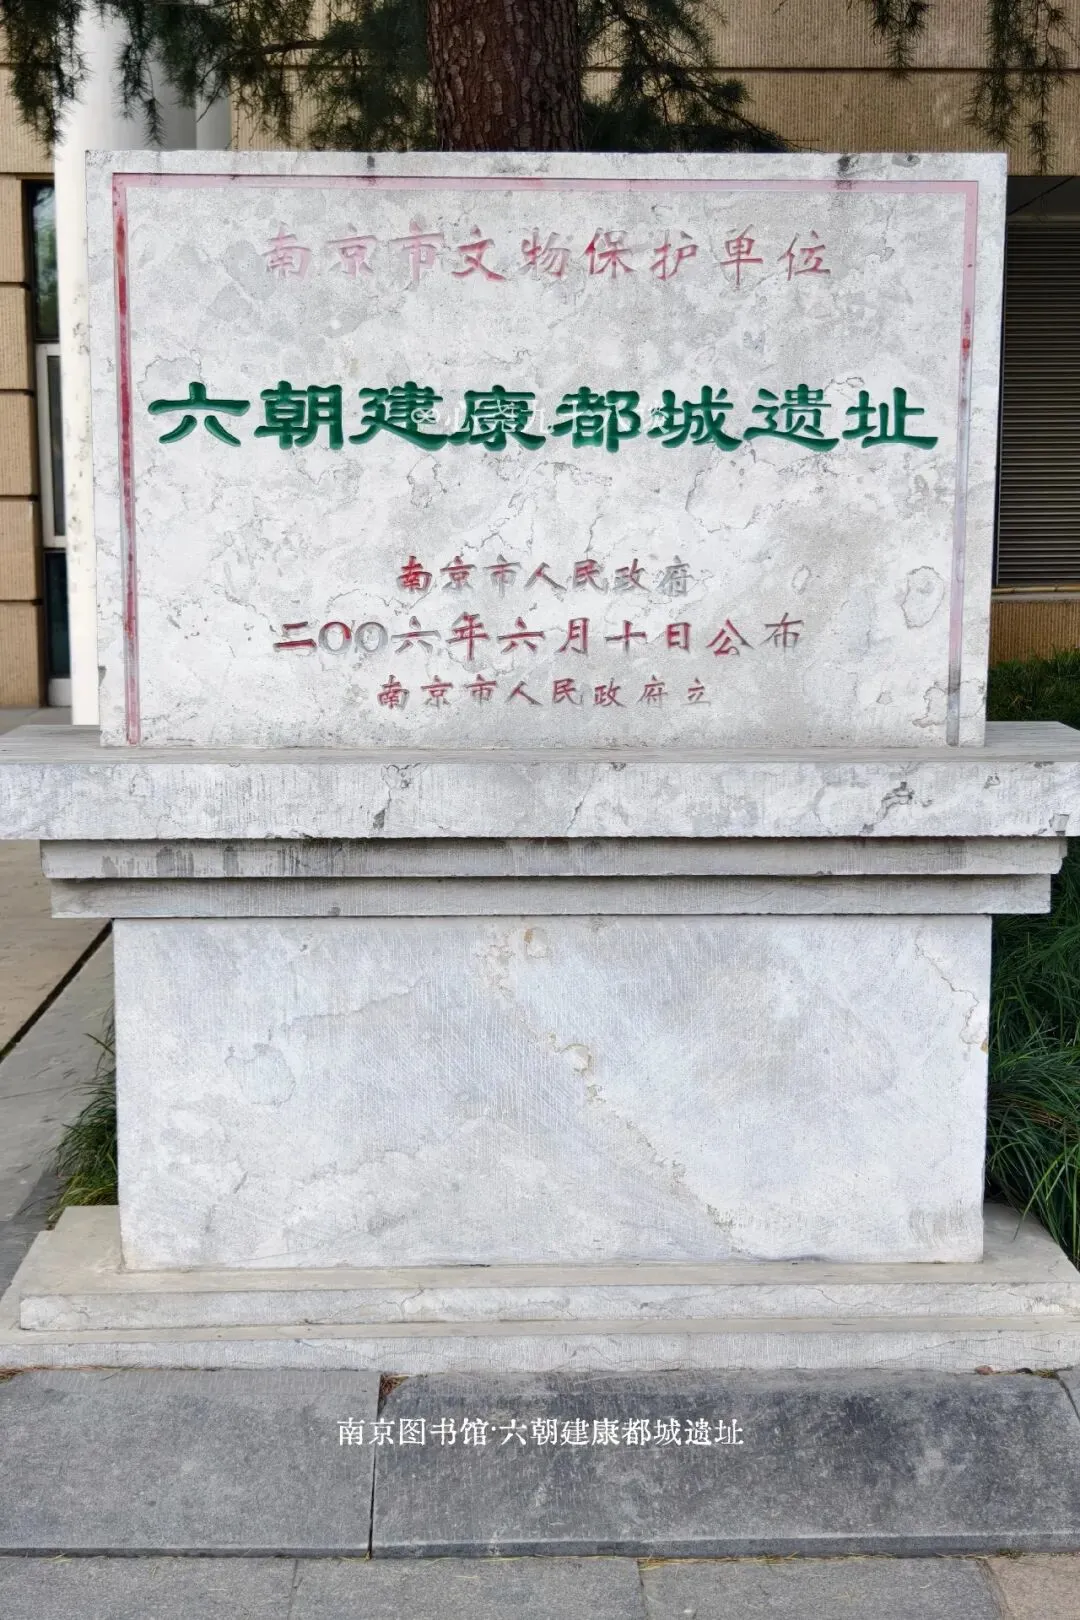 南京市文物保护单位
六朝建康都城遗址
南京市人民政府
二〇〇六年六月十日公布
南京市人民政府立
南京图书馆·六朝建康都城遗址